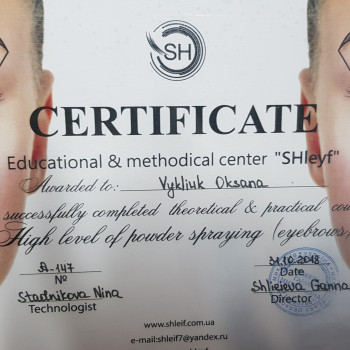 SH
CERTIFICATE
Educational & methodical center "SHleyf"
Awarded to: Vykliuk Oksana
successfully completed theoretical & practical cou
High level of powder spraying (eyebrows)
A-147
№
31.10.2018
Date
Stadnikova Nina
Technologist
Shlieieva Ganna
Director
www.shleif.com.ua
e-mail:shleif7@yandex.ru